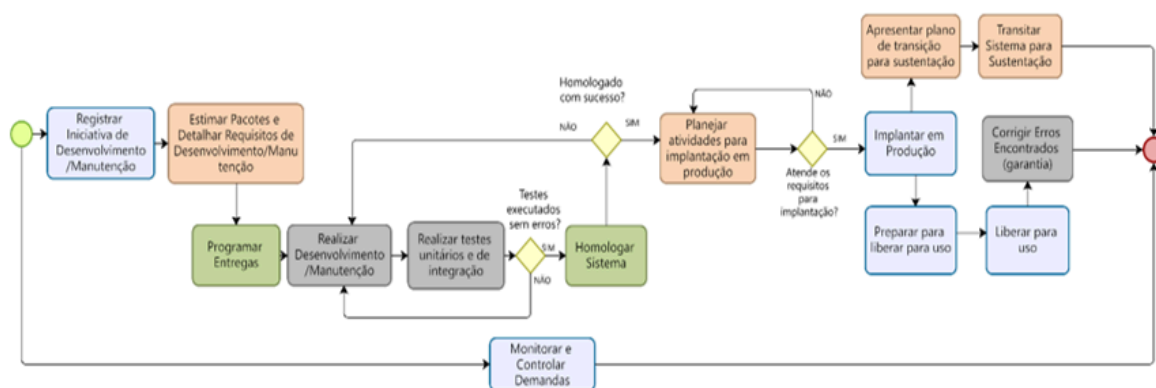 Registrar
Iniciativa de
Desenvolvimento
/Manutenção
Estimar Pacotes e
Detalhar Requisitos de
Desenvolvimento/Manu
tenção
Programar
Entregas
Realizar
Desenvolvimento
/Manutenção
Realizar testes
unitários e de
integração
Testes
executados
sem erros?
SIM
NÃO
Homologar
Sistema
Homologado
com sucesso?
NÃO
SIM
Planejar
atividades para
implantação em
produção
NÃO
SIM
Atende os
requisitos
para
implantação?
Implantar em
Produção
Apresentar plano
de transição
para sustentação
Transitar
Sistema para
Sustentação
Preparar para
liberar para uso
Liberar para
uso
Corrigir Erros
Encontrados
(garantia)
Monitorar e
Controlar
Demandas